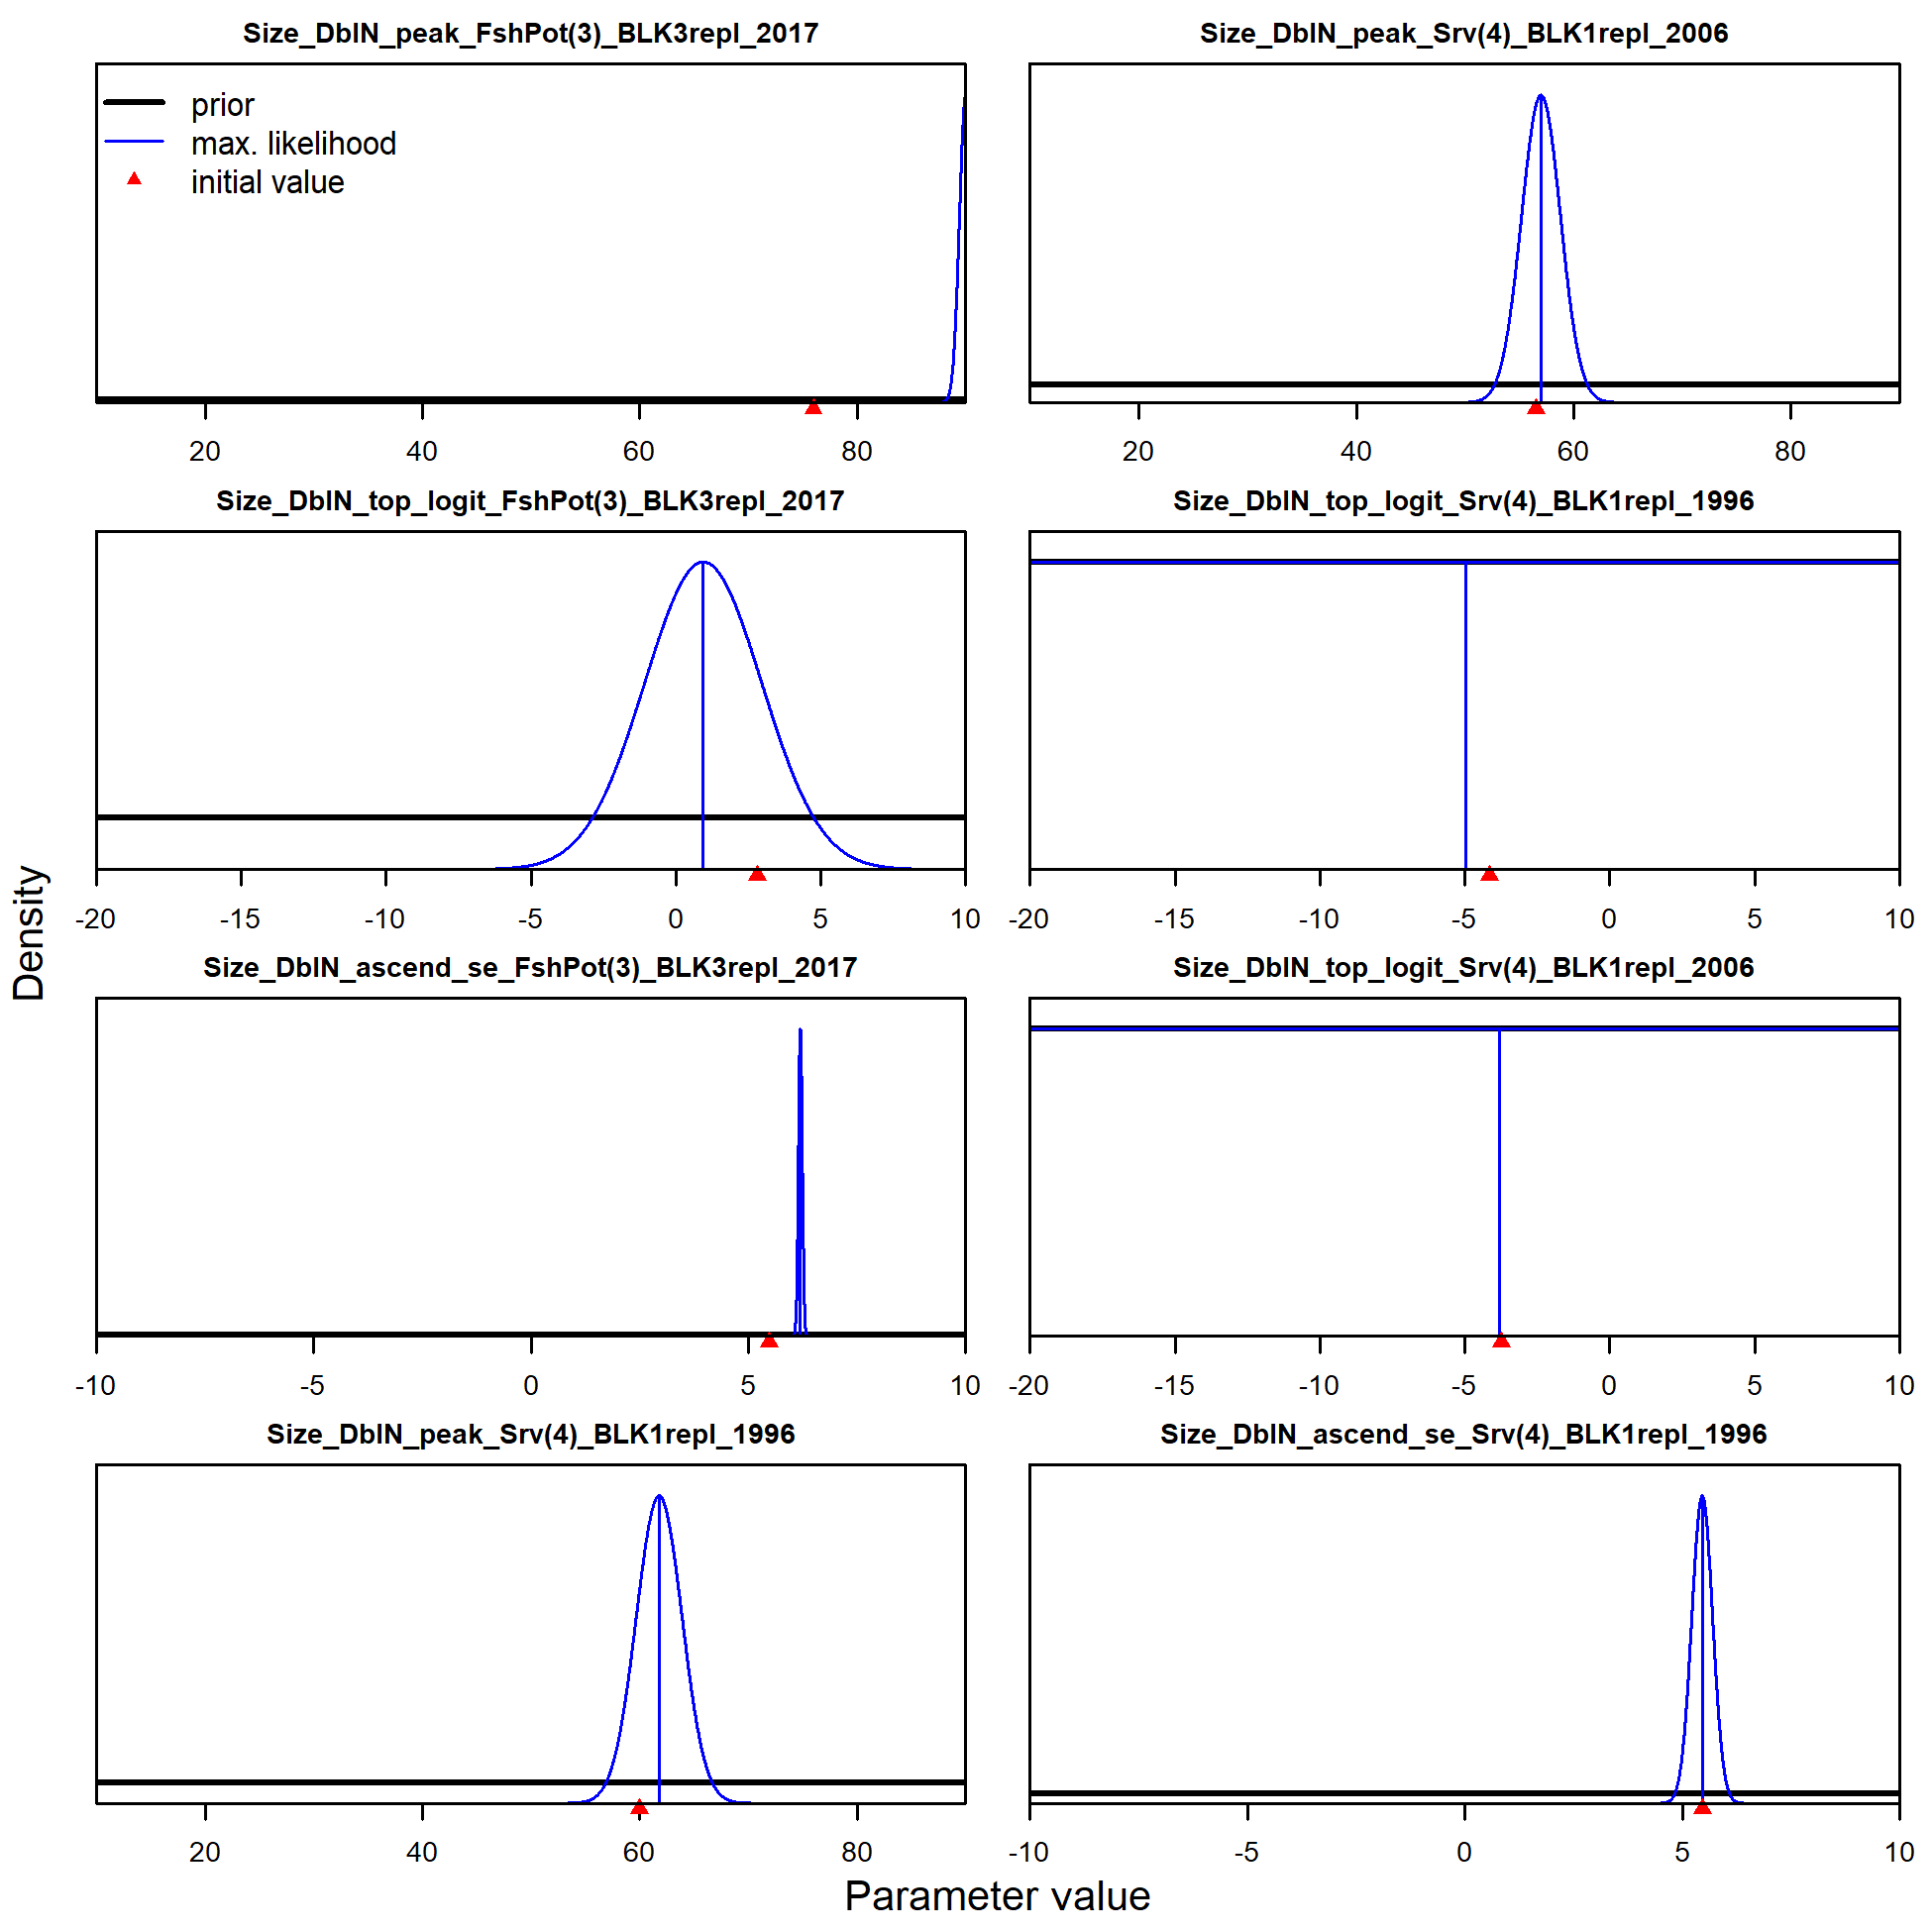 Size_DblN_peak_FshPot(3)_BLK3repl_2017
prior
max. likelihood
initial value
20 40 60 80
Size_DblN_peak_Srv(4)_BLK1repl_2006
20 40 60 80
Size_DblN_top_logit_FshPot(3)_BLK3repl_2017
-20 -15 -10 -5 0 5 10
Size_DblN_top_logit_Srv(4)_BLK1repl_1996
-20 -15 -10 -5 0 5 10
Size_DblN_ascend_se_FshPot(3)_BLK3repl_2017
-10 -5 0 5 10
Size_DblN_top_logit_Srv(4)_BLK1repl_2006
-20 -15 -10 -5 0 5 10
Size_DblN_peak_Srv(4)_BLK1repl_1996
20 40 60 80
Size_DblN_ascend_se_Srv(4)_BLK1repl_1996
-10 -5 0 5 10
Density
Parameter value